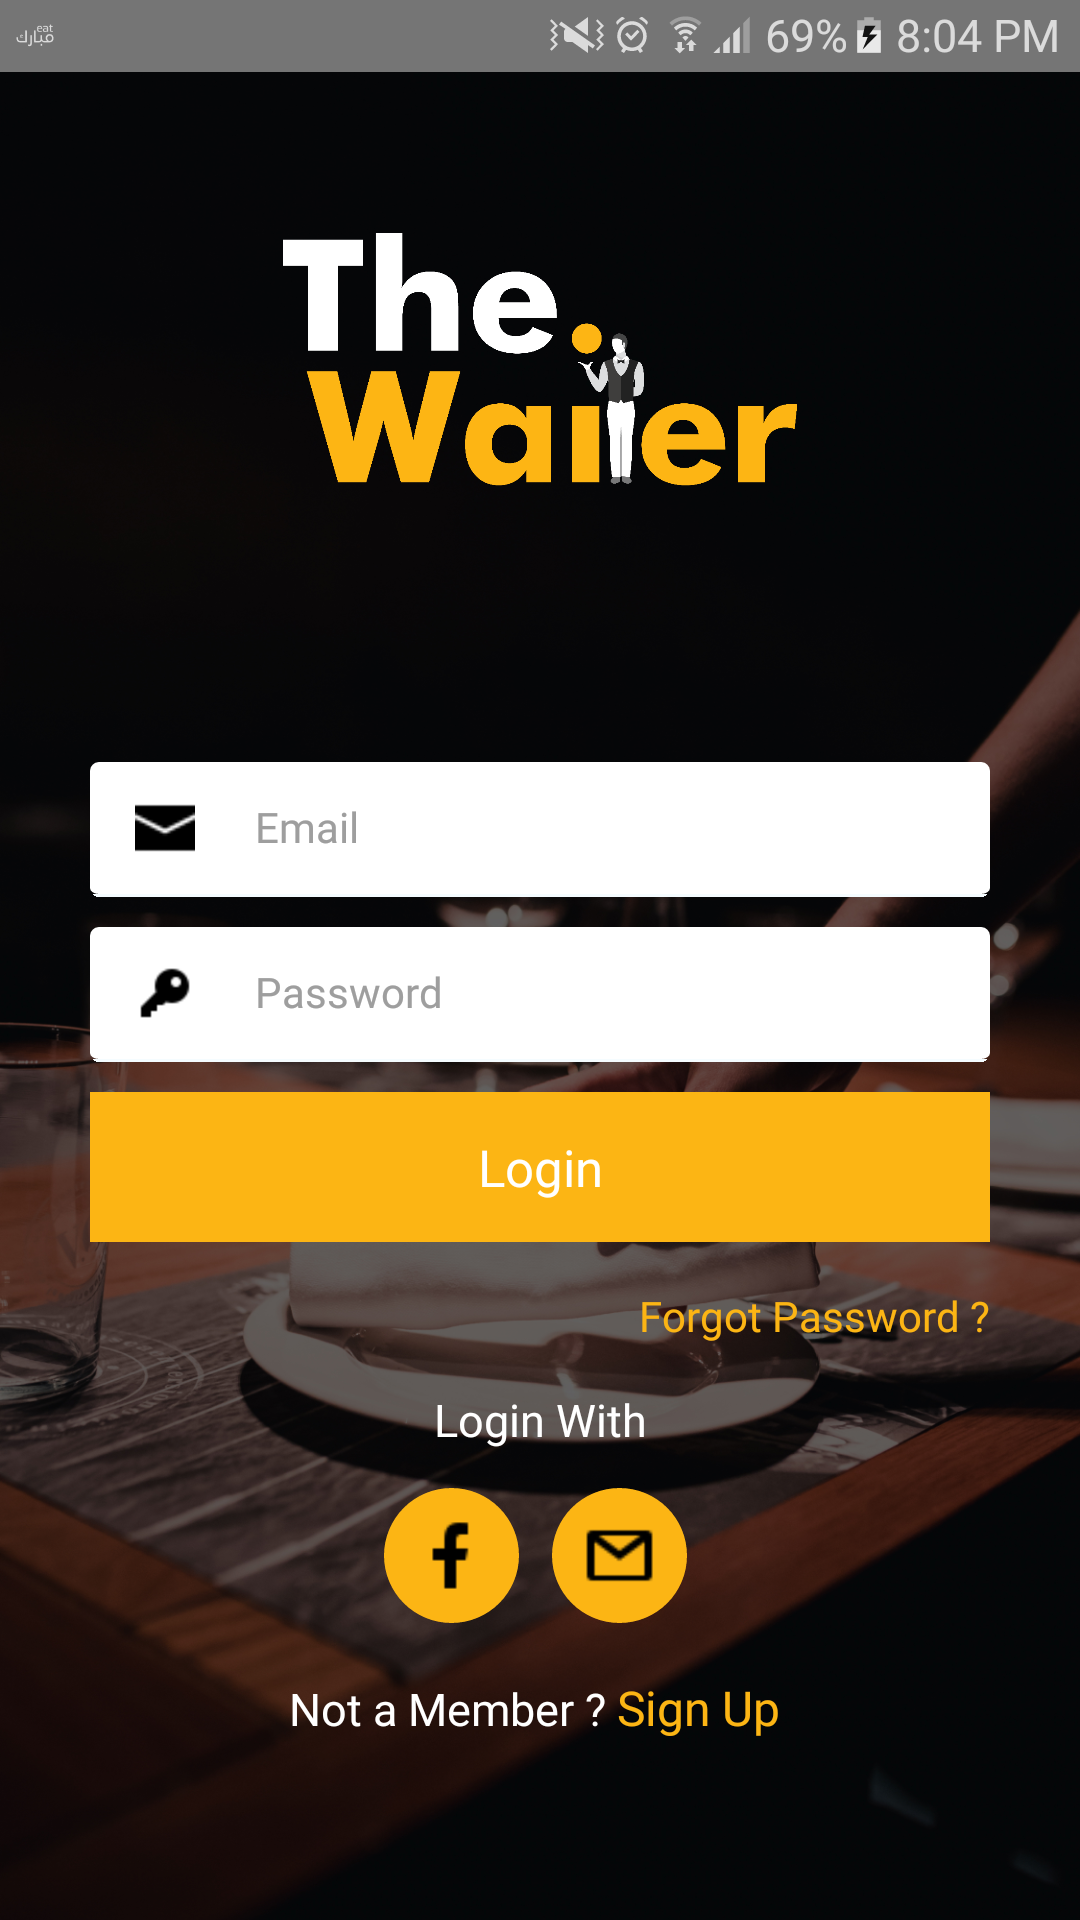 eat
مبارك
69% 8:04 PM
The.
Waiter
Email
Password
Login
Forgot Password ?
Login With
f
Not a Member ? Sign Up